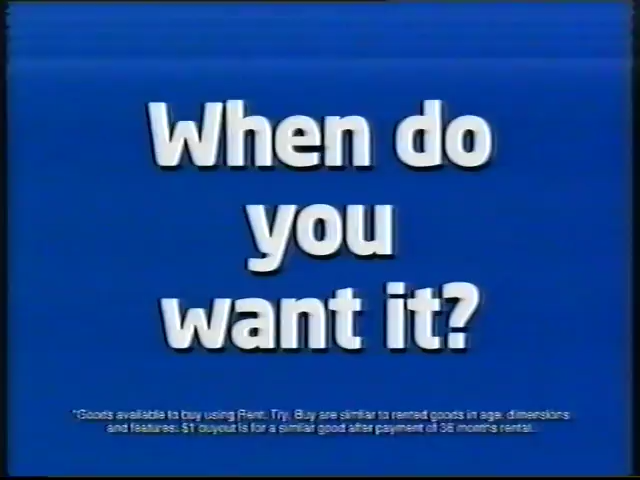 When do
you
want it?
*Goods available to buy using Rent. Try. Buy are similar to rented goods in age, dimensions
and features. $1 buyout is for a similar good after payment of 36 months rental.